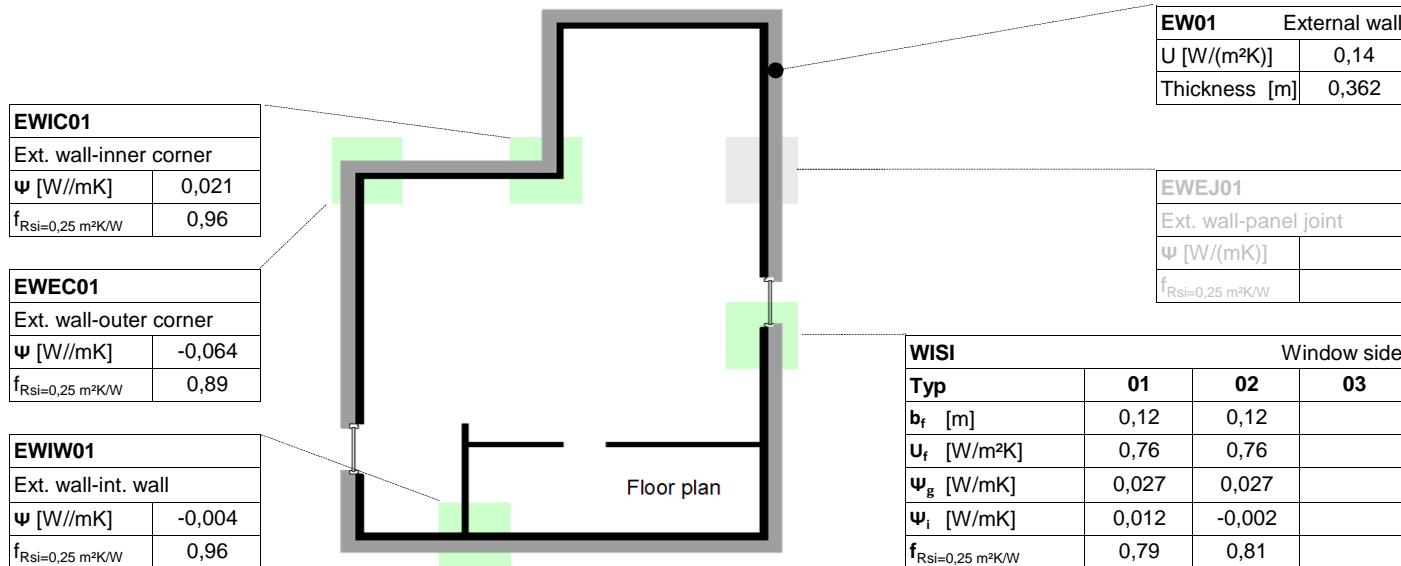 EW01 External wall
U [W/(m²K)] 0,14
Thickness [m] 0,362
EWIC01
Ext. wall-inner corner
Ψ [W//mK] 0,021
fRsi=0,25 m²K/W 0,96
EWEJ01
Ext. wall-panel joint
Ψ [W/(mK)]
fRsi=0,25 m²K/W
EWEC01
Ext. wall-outer corner
Ψ [W//mK] -0,064
fRsi=0,25 m²K/W 0,89
WISI Window side
Typ 01 02 03
bf [m] 0,12 0,12
Uf [W/m²K] 0,76 0,76
Ψg [W/mK] 0,027 0,027
Ψi [W/mK] 0,012 -0,002
fRsi=0,25 m²K/W 0,79 0,81
EWIW01
Ext. wall-int. wall
Ψ [W//mK] -0,004
fRsi=0,25 m²K/W 0,96
Floor plan